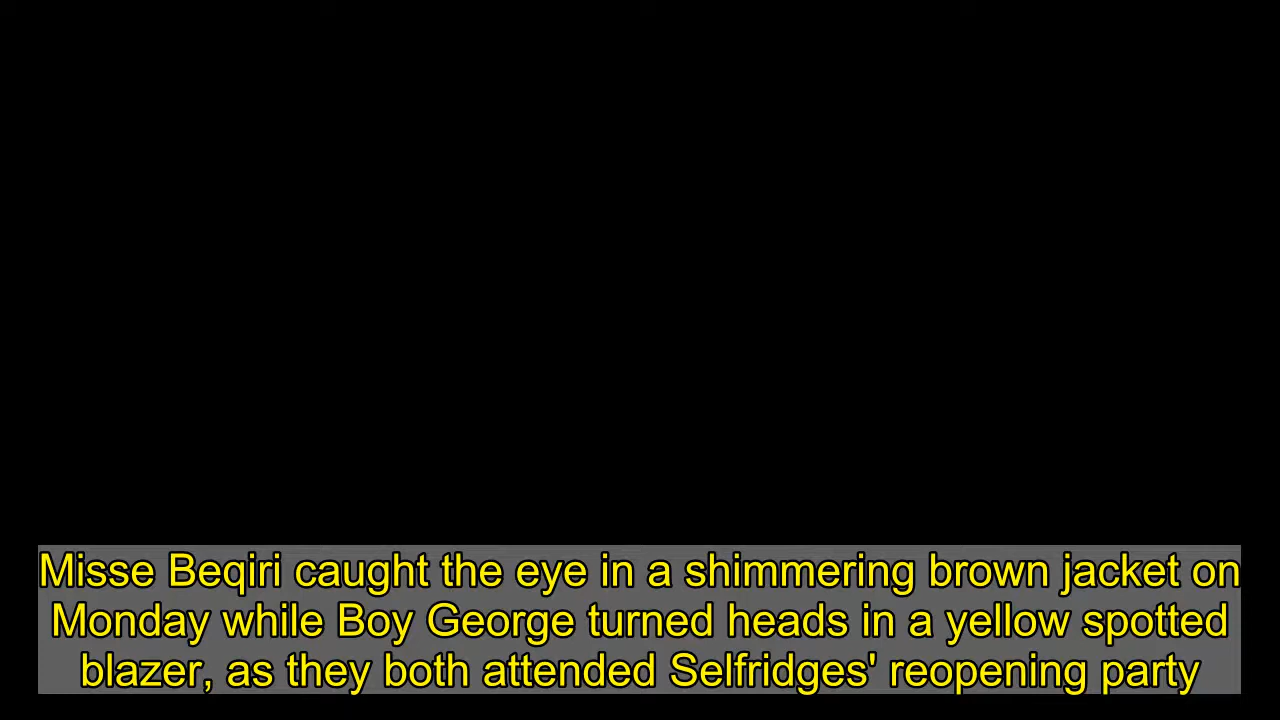 Misse Beqiri caught the eye in a shimmering brown jacket on
Monday while Boy George turned heads in a yellow spotted
blazer, as they both attended Selfridges' reopening party